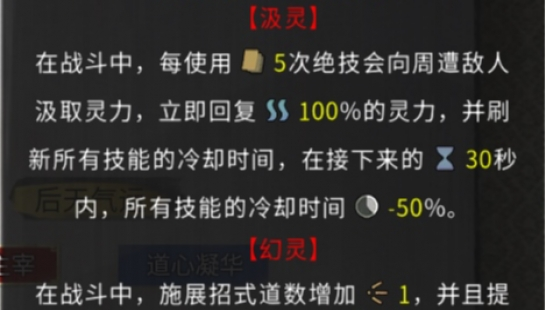 【汲灵】
在战斗中，每使用 5次绝技会向周遭敌人
汲取灵力，立即回复 100%的灵力，并刷
新所有技能的冷却时间，在接下来的 30秒
后天气运
内，所有技能的冷却时间 -50%。
【幻灵】
主宰
道心凝华
在战斗中，施展招式道数增加 1，并且提